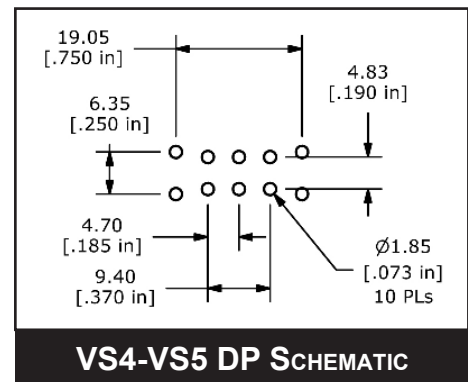 19.05
[.750 in]
4.83
[.190 in]
6.35
[.250 in]
4.70
[.185 in]
9.40
[.370 in]
Ø1.85
[.073 in]
10 PLs
VS4-VS5 DP SCHEMATIC